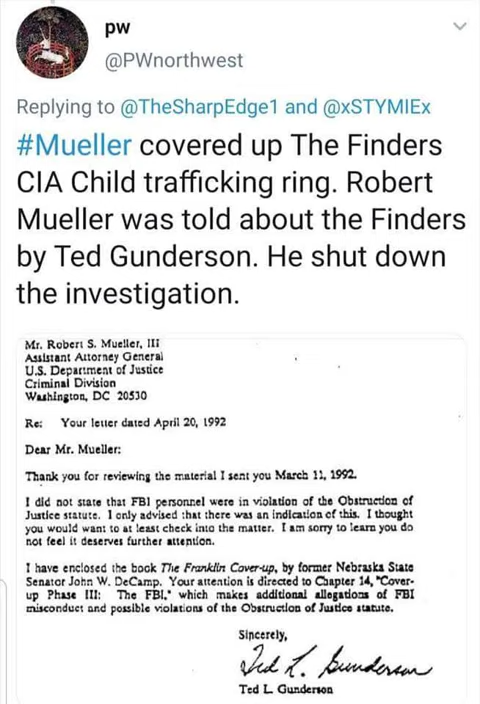 pw
@PWnorthwest
Replying to @TheSharpEdge1 and @xSTYMIEx
#Mueller covered up The Finders
CIA Child trafficking ring. Robert
Mueller was told about the Finders
by Ted Gunderson. He shut down
the investigation.
Mr. Robert S. Mueller, III
Assistant Attorney General
U.S. Department of Justice
Criminal Division
Washington, DC 20530
Re: Your letter dated April 20, 1992
Dear Mr. Mueller:
Thank you for reviewing the material I sent you March 11, 1992.
I did not state that FBI personnel were in violation of the Obstruction of
Justice statute. I only advised that there was an indication of this. I thought
you would want to at least check into the matter. I am sorry to learn you do
not feel it deserves further attention.
I have enclosed the book The Franklin Cover-up, by former Nebraska State
Senator John W. DeCamp. Your attention is directed to Chapter 14, "Cover-
up Phase III: The FBI," which makes additional allegations of FBI
misconduct and possible violations of the Obstruction of Justice statute.
Sincerely,
Ted L. Gunderson
Ted L. Gunderson